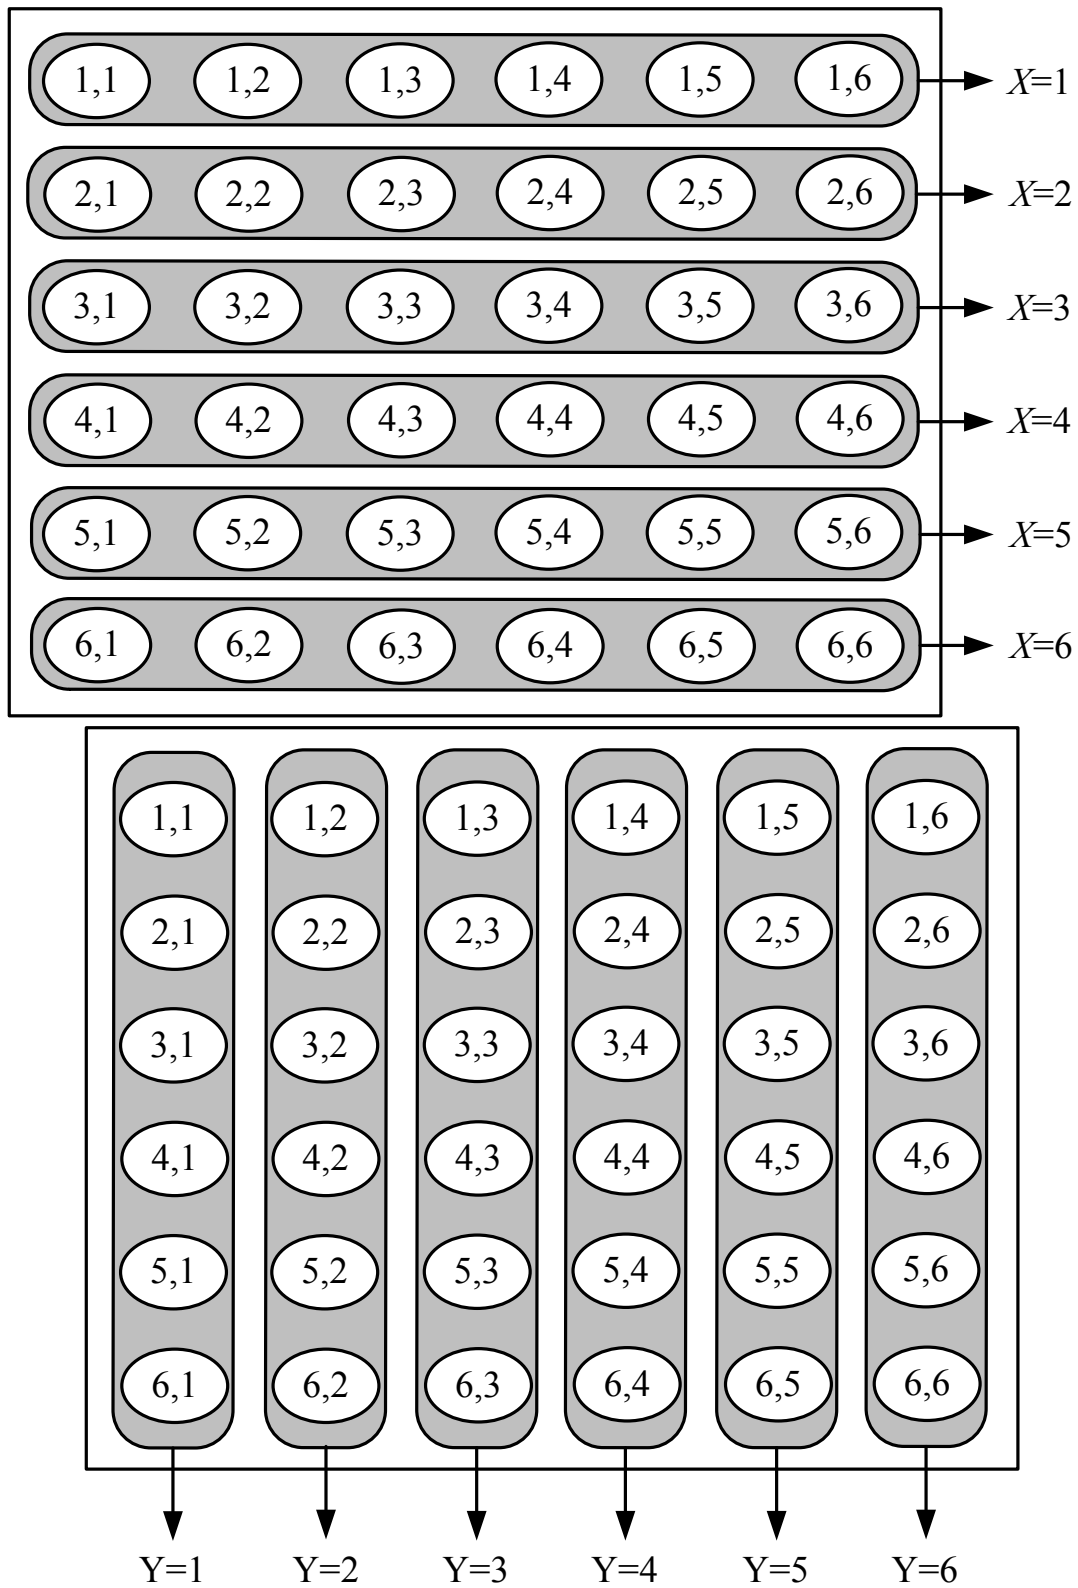 1,1 1,2 1,3 1,4 1,5 1,6 X=1
2,1 2,2 2,3 2,4 2,5 2,6 X=2
3,1 3,2 3,3 3,4 3,5 3,6 X=3
4,1 4,2 4,3 4,4 4,5 4,6 X=4
5,1 5,2 5,3 5,4 5,5 5,6 X=5
6,1 6,2 6,3 6,4 6,5 6,6 X=6
1,1 1,2 1,3 1,4 1,5 1,6
2,1 2,2 2,3 2,4 2,5 2,6
3,1 3,2 3,3 3,4 3,5 3,6
4,1 4,2 4,3 4,4 4,5 4,6
5,1 5,2 5,3 5,4 5,5 5,6
6,1 6,2 6,3 6,4 6,5 6,6
Y=1 Y=2 Y=3 Y=4 Y=5 Y=6